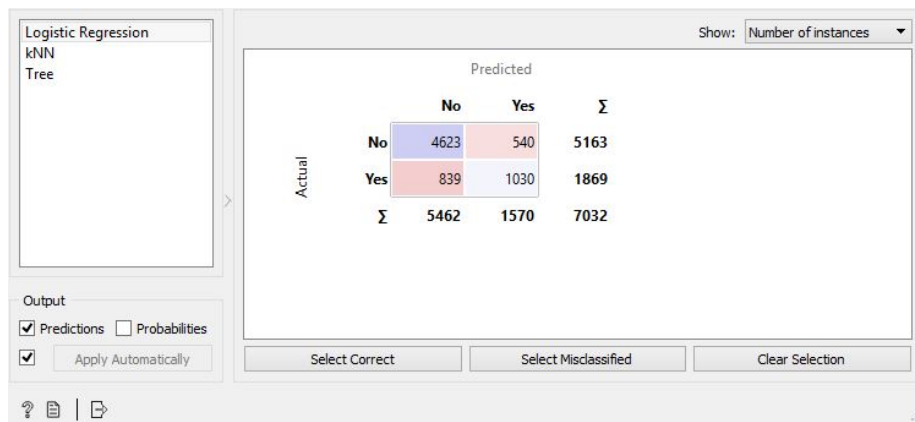 Logistic Regression
kNN
Tree
Show: Number of instances
Predicted
No Yes Σ
Actual
No 4623 540 5163
Yes 839 1030 1869
Σ 5462 1570 7032
Output
Predictions Probabilities
Apply Automatically
Select Correct Select Misclassified Clear Selection
?